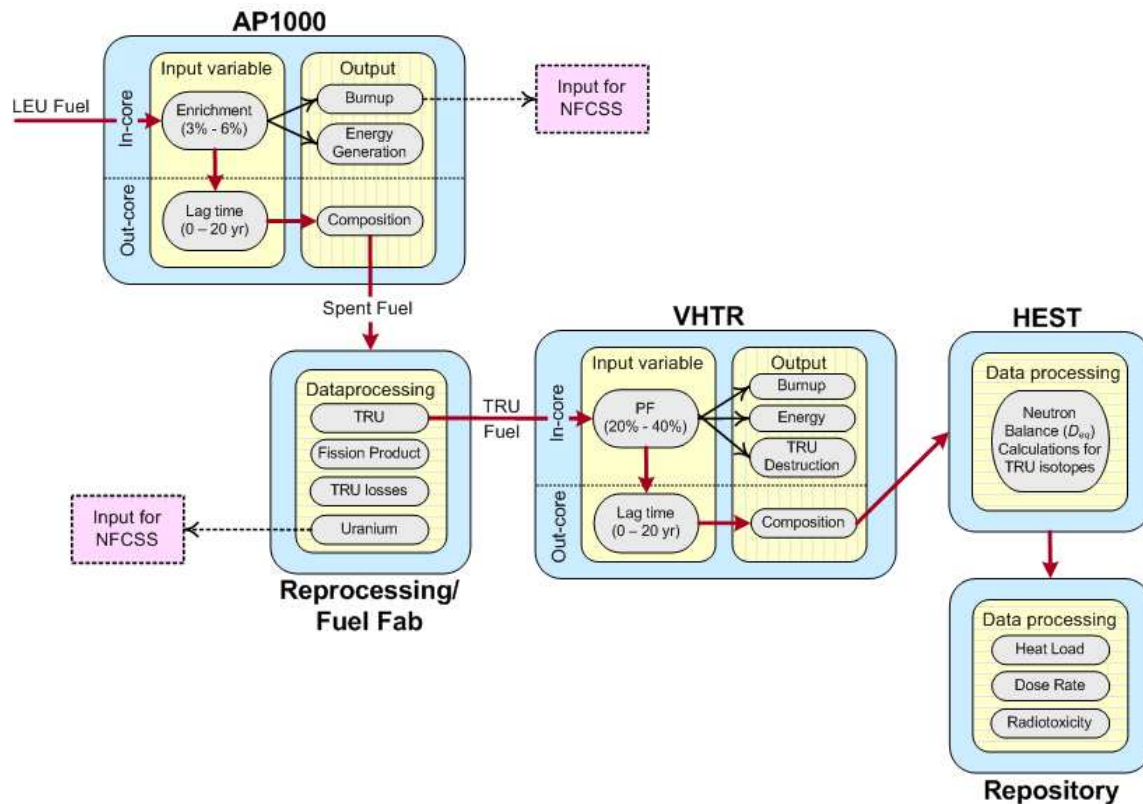 AP1000
Input variable
Output
LEU Fuel
In-core
Enrichment
(3% - 6%)
Burnup
Energy
Generation
Input for
NFCSS
Out-core
Lag time
(0 – 20 yr)
Composition
Spent Fuel
Dataprocessing
TRU
Fission Product
TRU losses
Uranium
Input for
NFCSS
Reprocessing/
Fuel Fab
TRU
Fuel
VHTR
Input variable
Output
In-core
PF
(20% - 40%)
Burnup
Energy
TRU
Destruction
Out-core
Lag time
(0 – 20 yr)
Composition
HEST
Data processing
Neutron
Balance (Deq)
Calculations for
TRU isotopes
Data processing
Heat Load
Dose Rate
Radiotoxicity
Repository